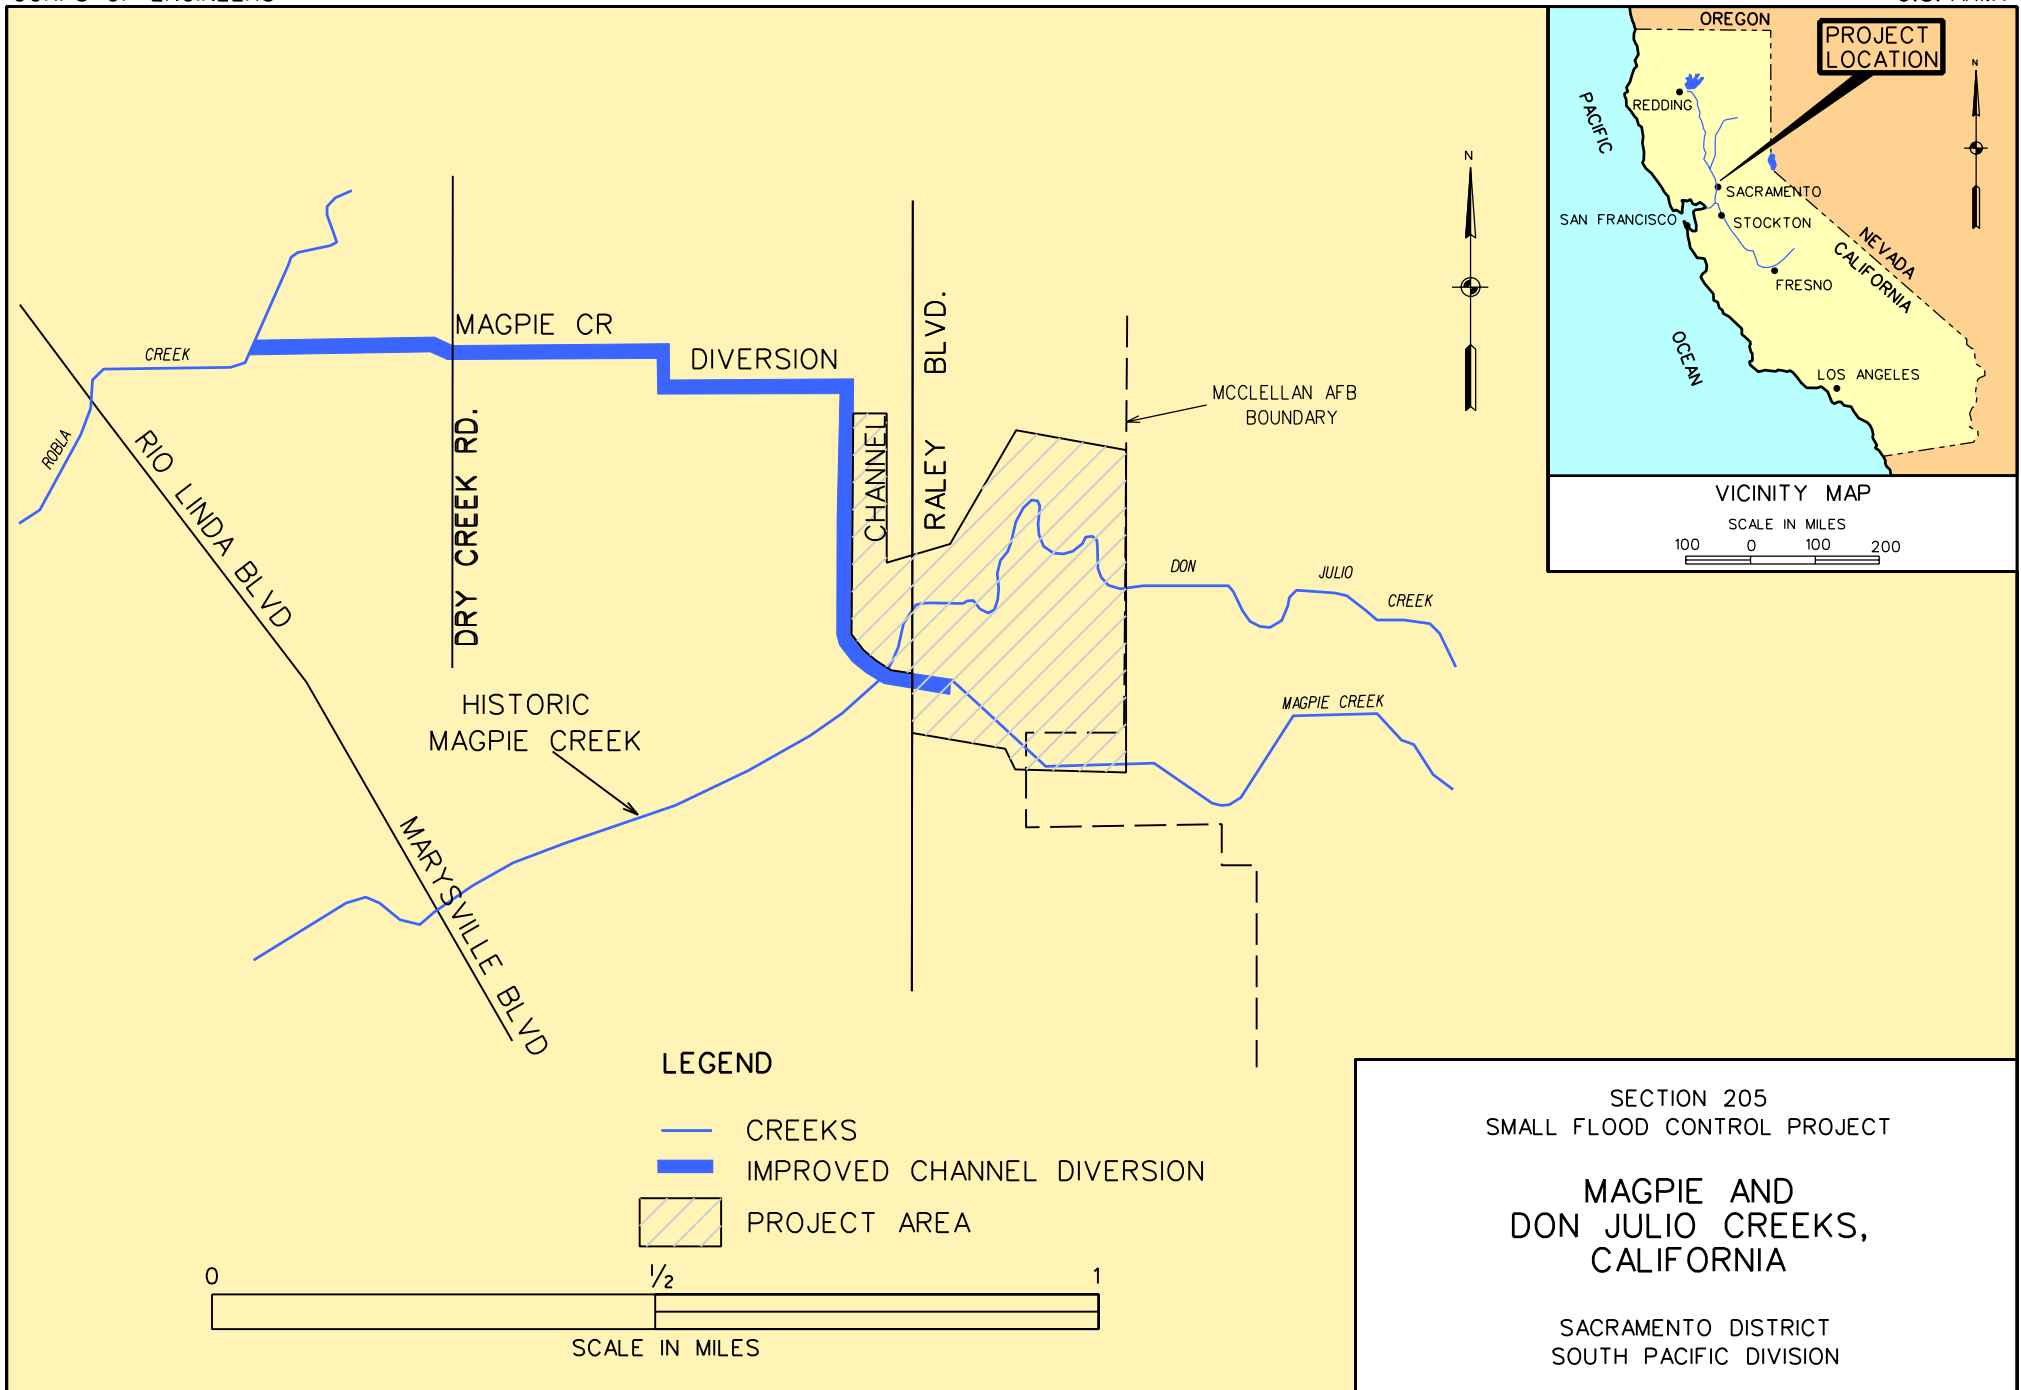 OREGON
PROJECT
LOCATION
N
REDDING
PACIFIC
SACRAMENTO
SAN FRANCISCO
STOCKTON
NEVADA
CALIFORNIA
FRESNO
OCEAN
LOS ANGELES
VICINITY MAP
SCALE IN MILES
100 0 100 200
N
MAGPIE CR
DIVERSION
CHANNEL
CREEK
ROBLA
RIO LINDA BLVD
DRY CREEK RD.
RALEY BLVD.
MCCLELLAN AFB
BOUNDARY
DON JULIO CREEK
MAGPIE CREEK
HISTORIC
MAGPIE CREEK
MARYSVILLE BLVD
LEGEND
CREEKS
IMPROVED CHANNEL DIVERSION
PROJECT AREA
0 1/2 1
SCALE IN MILES
SECTION 205
SMALL FLOOD CONTROL PROJECT
MAGPIE AND
DON JULIO CREEKS,
CALIFORNIA
SACRAMENTO DISTRICT
SOUTH PACIFIC DIVISION